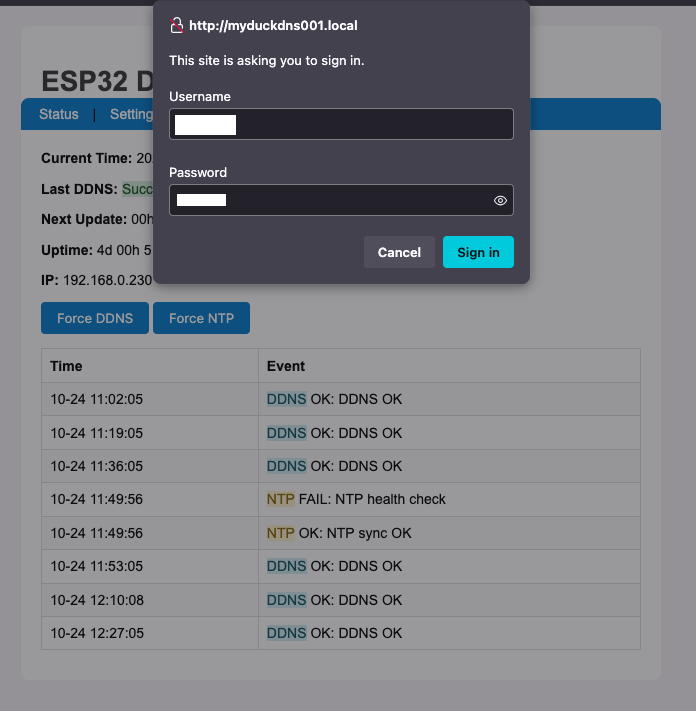 http://myduckdns001.local
This site is asking you to sign in.
Username
Password
Cancel Sign in
ESP32 D
Status | Setting
Current Time: 20
Last DDNS: Succ
Next Update: 00h
Uptime: 4d 00h 5
IP: 192.168.0.230
Force DDNS Force NTP
Time Event
10-24 11:02:05 DDNS OK: DDNS OK
10-24 11:19:05 DDNS OK: DDNS OK
10-24 11:36:05 DDNS OK: DDNS OK
10-24 11:49:56 NTP FAIL: NTP health check
10-24 11:49:56 NTP OK: NTP sync OK
10-24 11:53:05 DDNS OK: DDNS OK
10-24 12:10:08 DDNS OK: DDNS OK
10-24 12:27:05 DDNS OK: DDNS OK